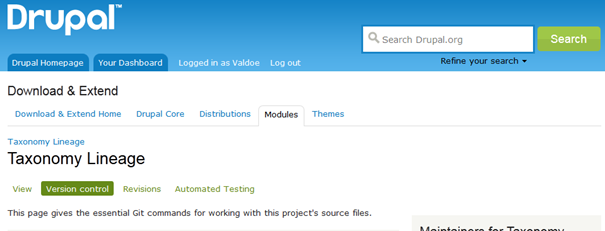 Drupal™
Search Drupal.org
Search
Refine your search
Drupal Homepage Your Dashboard Logged in as Valdoe Log out
Download & Extend
Download & Extend Home Drupal Core Distributions Modules Themes
Taxonomy Lineage
Taxonomy Lineage
View Version control Revisions Automated Testing
This page gives the essential Git commands for working with this project's source files.
Maintainers for Taxonomy